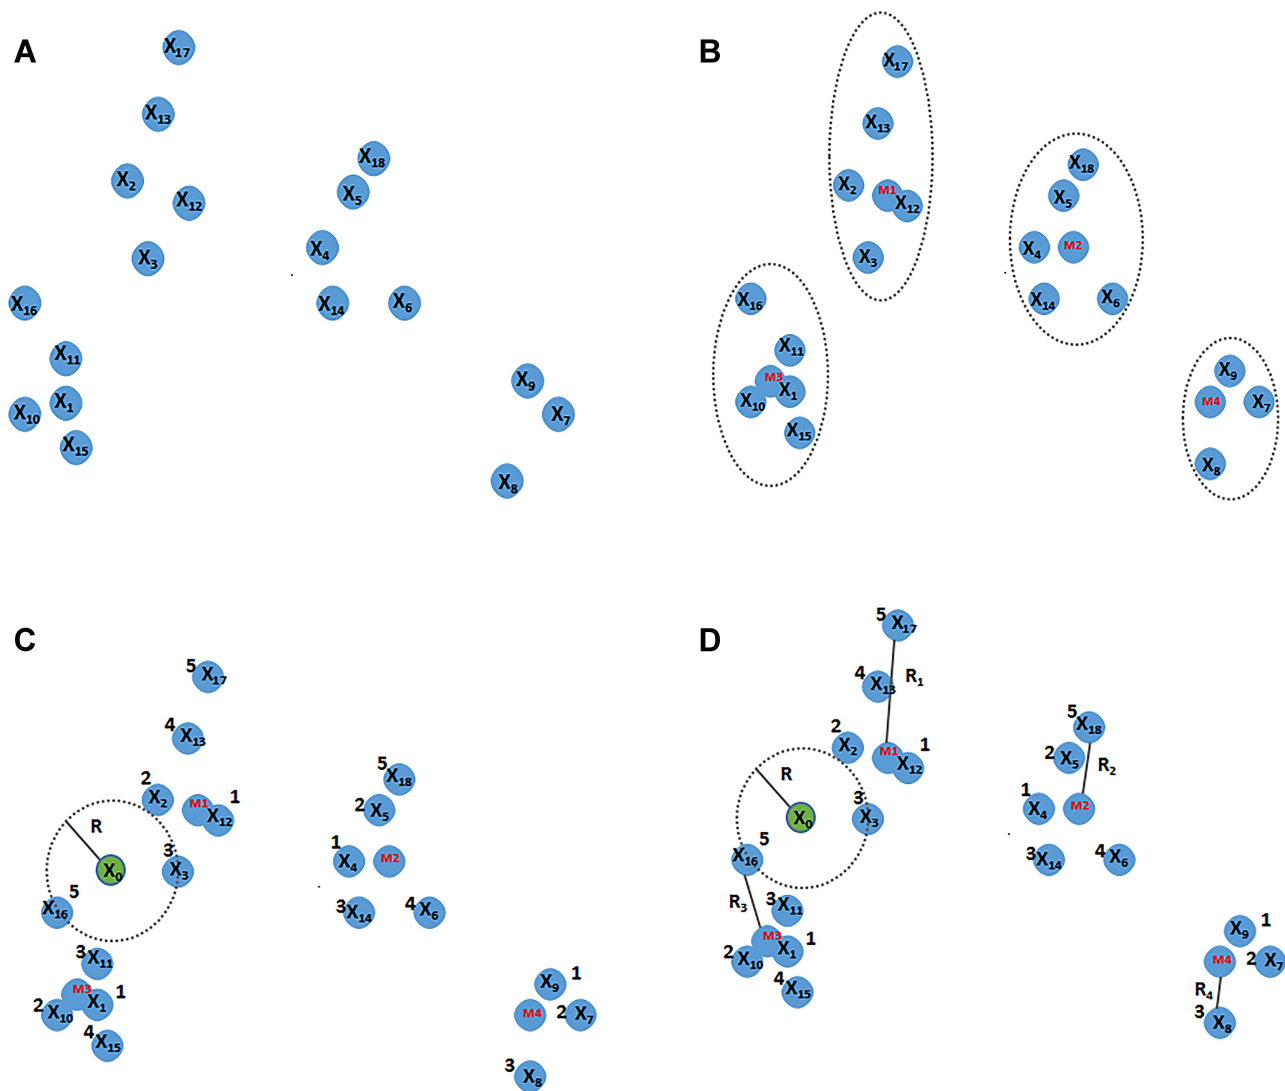 A
X17
X13
X2
X12
X3
X18
X5
X4
X14
X6
X16
X11
X1
X10
X15
X9
X7
X8
B
X17
X13
X2
M1
X12
X3
X18
X5
X4
M2
X14
X6
X16
X11
M3
X1
X10
X15
X9
M4
X7
X8
C
5 X17
4 X13
2 X2
M1 1
X12
R
X0
3 X3
5 X16
5 X18
2 X5
1 X4
M2
3 X14
4 X6
3 X11
M3
X1 1
2 X10
4 X15
X9 1
M4
2 X7
3 X8
D
5 X17
4 X13
R1
2 X2
M1 1
X12
R
X0
3 X3
5 X16
R3
5 X18
2 X5
R2
1 X4
M2
3 X14
4 X6
3 X11
M3
X1 1
2 X10
4 X15
X9 1
M4
2 X7
R4
3 X8